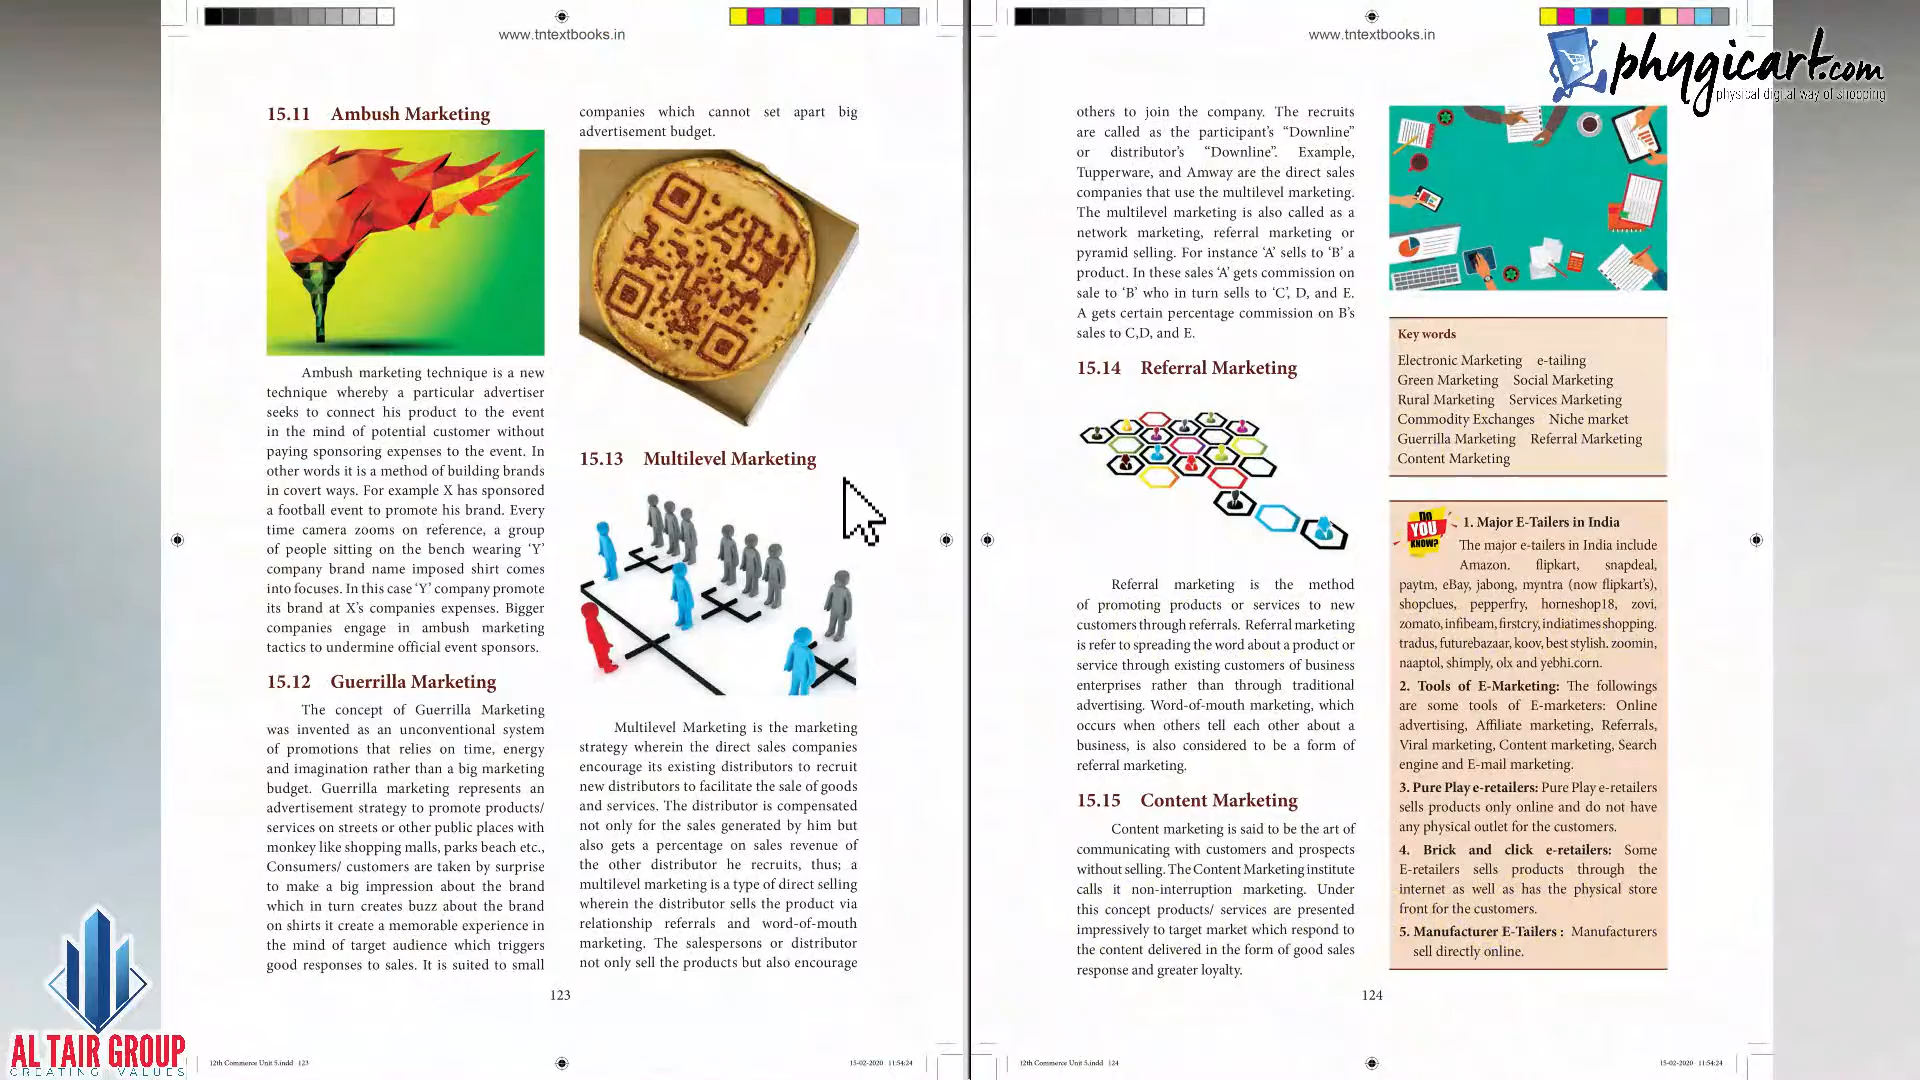 www.tntextbooks.in
15.11 Ambush Marketing
Ambush marketing technique is a new
technique whereby a particular advertiser
seeks to connect his product to the event
in the mind of potential customer without
paying sponsoring expenses to the event. In
other words it is a method of building brands
in covert ways. For example X has sponsored
a football event to promote his brand. Every
time camera zooms on reference, a group
of people sitting on the bench wearing ‘Y’
company brand name imposed shirt comes
into focuses. In this case ‘Y’ company promote
its brand at X’s companies expenses. Bigger
companies engage in ambush marketing
tactics to undermine official event sponsors.
15.12 Guerrilla Marketing
The concept of Guerrilla Marketing
was invented as an unconventional system
of promotions that relies on time, energy
and imagination rather than a big marketing
budget. Guerrilla marketing represents an
advertisement strategy to promote products/
services on streets or other public places with
monkey like shopping malls, parks beach etc.,
Consumers/ customers are taken by surprise
to make a big impression about the brand
which in turn creates buzz about the brand
on shirts it create a memorable experience in
the mind of target audience which triggers
good responses to sales. It is suited to small
companies which cannot set apart big
advertisement budget.
15.13 Multilevel Marketing
Multilevel Marketing is the marketing
strategy wherein the direct sales companies
encourage its existing distributors to recruit
new distributors to facilitate the sale of goods
and services. The distributor is compensated
not only for the sales generated by him but
also gets a percentage on sales revenue of
the other distributor he recruits, thus; a
multilevel marketing is a type of direct selling
wherein the distributor sells the product via
relationship referrals and word-of-mouth
marketing. The salespersons or distributor
not only sell the products but also encourage
123
12th Commerce Unit 5.indd 123
15-02-2020 11:54:24
www.tntextbooks.in
others to join the company. The recruits
are called as the participant’s “Downline”
or distributor’s “Downline”. Example,
Tupperware, and Amway are the direct sales
companies that use the multilevel marketing.
The multilevel marketing is also called as a
network marketing, referral marketing or
pyramid selling. For instance ‘A’ sells to ‘B’ a
product. In these sales ‘A’ gets commission on
sale to ‘B’ who in turn sells to ‘C’, D, and E.
A gets certain percentage commission on B’s
sales to C,D, and E.
15.14 Referral Marketing
Referral marketing is the method
of promoting products or services to new
customers through referrals. Referral marketing
is refer to spreading the word about a product or
service through existing customers of business
enterprises rather than through traditional
advertising. Word-of-mouth marketing, which
occurs when others tell each other about a
business, is also considered to be a form of
referral marketing.
15.15 Content Marketing
Content marketing is said to be the art of
communicating with customers and prospects
without selling. The Content Marketing institute
calls it non-interruption marketing. Under
this concept products/ services are presented
impressively to target market which respond to
the content delivered in the form of good sales
response and greater loyalty.
Key words
Electronic Marketing e-tailing
Green Marketing Social Marketing
Rural Marketing Services Marketing
Commodity Exchanges Niche market
Guerrilla Marketing Referral Marketing
Content Marketing
DO YOU KNOW?
1. Major E-Tailers in India
The major e-tailers in India include
Amazon. flipkart, snapdeal,
paytm, eBay, jabong, myntra (now flipkart’s),
shopclues, pepperfry, horneshop18, zovi,
zomato, infibeam, firstcry, indiatimes shopping.
tradus, futurebazaar, koov, best stylish. zoomin,
naaptol, shimply, olx and yebhi.corn.
2. Tools of E-Marketing: The followings
are some tools of E-marketers: Online
advertising, Affiliate marketing, Referrals,
Viral marketing, Content marketing, Search
engine and E-mail marketing.
3. Pure Play e-retailers: Pure Play e-retailers
sells products only online and do not have
any physical outlet for the customers.
4. Brick and click e-retailers: Some
E-retailers sells products through the
internet as well as has the physical store
front for the customers.
5. Manufacturer E-Tailers : Manufacturers
sell directly online.
124
12th Commerce Unit 5.indd 124
15-02-2020 11:54:24
phygicart.com
physical digital way of shopping
AL TAIR GROUP
CREATING VALUES